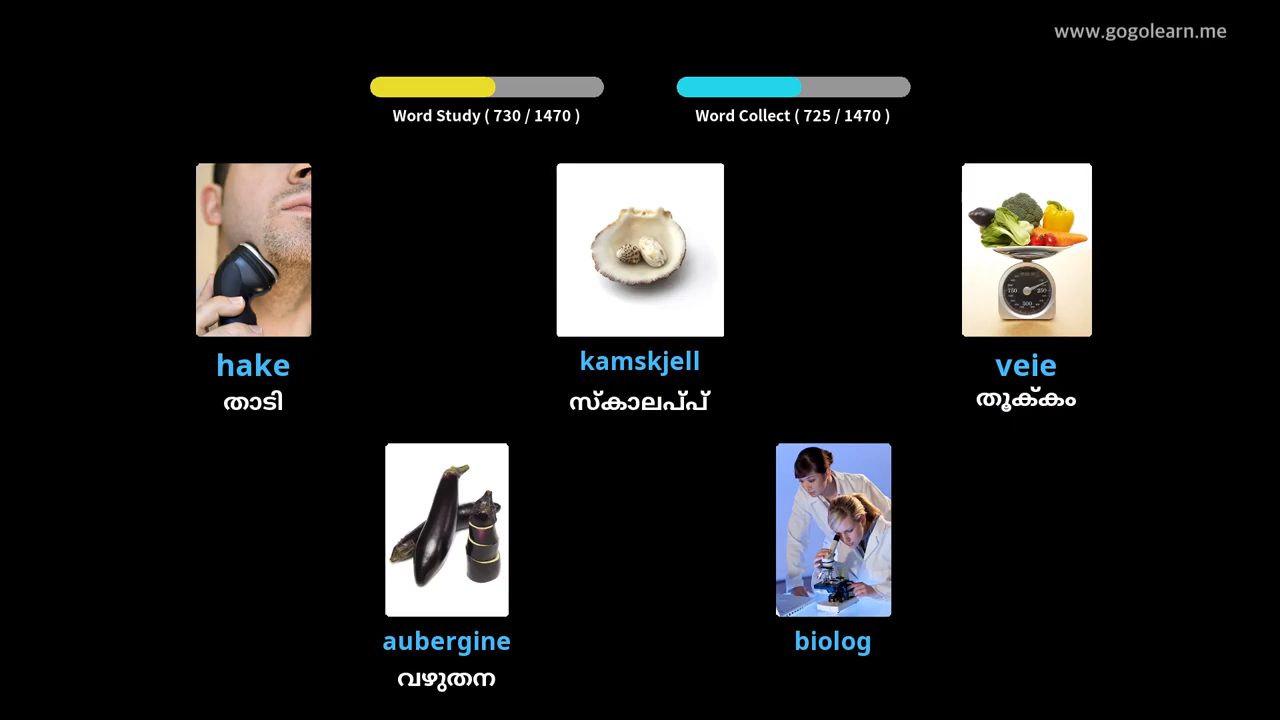 www.gogolearn.me
Word Study ( 730 / 1470 )
Word Collect ( 725 / 1470 )
hake
താടി
kamskjell
സ്കാലപ്പ്
veie
തൂക്കം
aubergine
വഴുതന
biolog